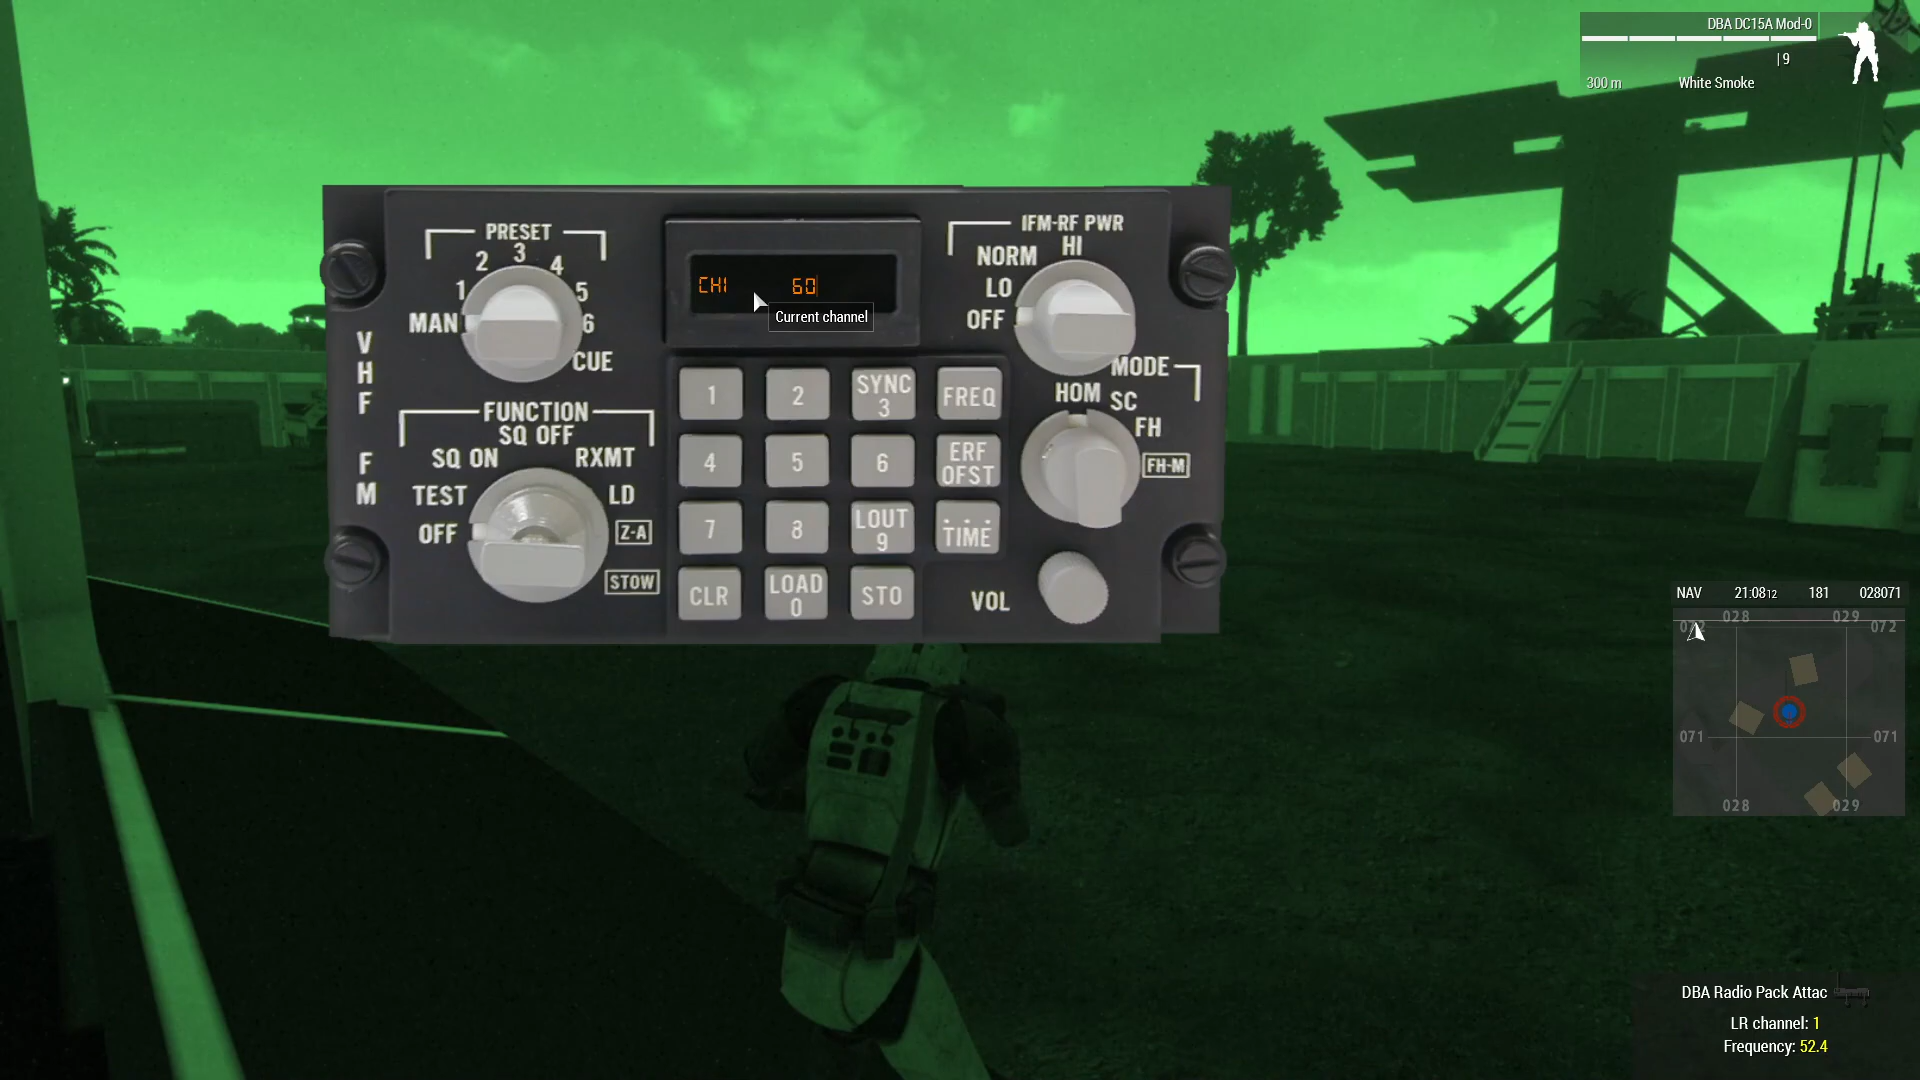 DBA DC15A Mod-0
| 9
300 m White Smoke
PRESET
1 2 3 4 5 6
MAN
CUE
VHF FM
FUNCTION
SQ OFF
SQ ON
RXMT
TEST
LD
OFF
Z-A
STOW
CH1 60
Current channel
IFM-RF PWR
NORM HI
LO
OFF
MODE
HOM SC
FH
FH-M
1 2 SYNC 3 FREQ
4 5 6 ERF OFST
7 8 LOUT 9 TIME
CLR LOAD 0 STO
VOL
NAV 21:08 12 181 028071
028 029
072 072
071 071
028 029
DBA Radio Pack Attac
LR channel: 1
Frequency: 52.4